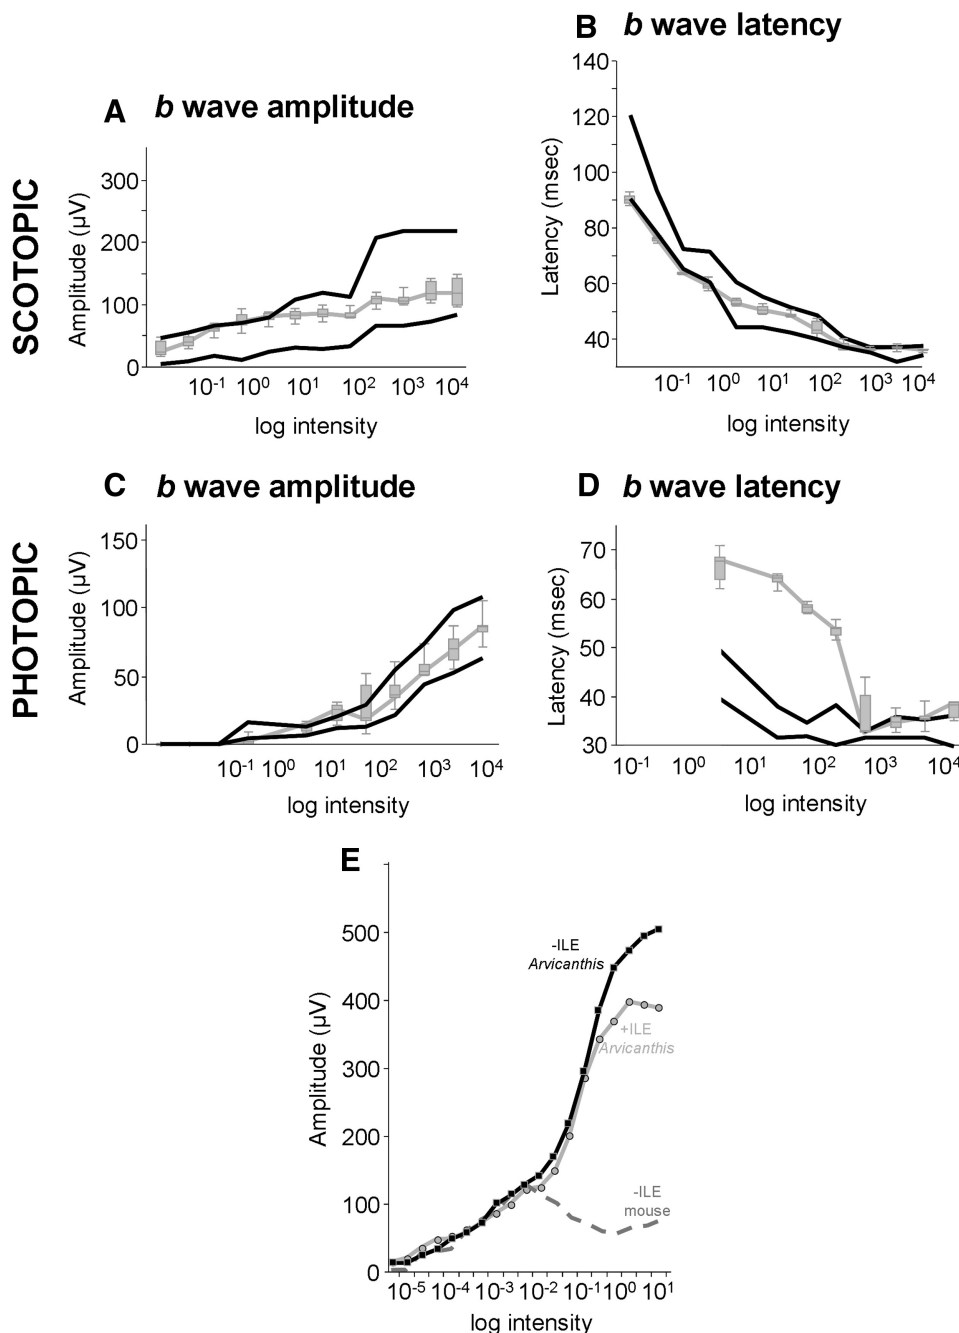 A b wave amplitude
B b wave latency
SCOTOPIC
Amplitude (µV)
300
200
100
0
10⁻¹ 10⁰ 10¹ 10² 10³ 10⁴
log intensity
Latency (msec)
140
120
100
80
60
40
10⁻¹ 10⁰ 10¹ 10² 10³ 10⁴
log intensity
C b wave amplitude
D b wave latency
PHOTOPIC
Amplitude (µV)
150
100
50
0
10⁻¹ 10⁰ 10¹ 10² 10³ 10⁴
log intensity
Latency (msec)
70
60
50
40
30
10⁻¹ 10⁰ 10¹ 10² 10³ 10⁴
log intensity
E
Amplitude (µV)
500
400
300
200
100
0
-ILE
Arvicanthis
+ILE
Arvicanthis
-ILE
mouse
10⁻⁵ 10⁻⁴ 10⁻³ 10⁻² 10⁻¹ 10⁰ 10¹
log intensity